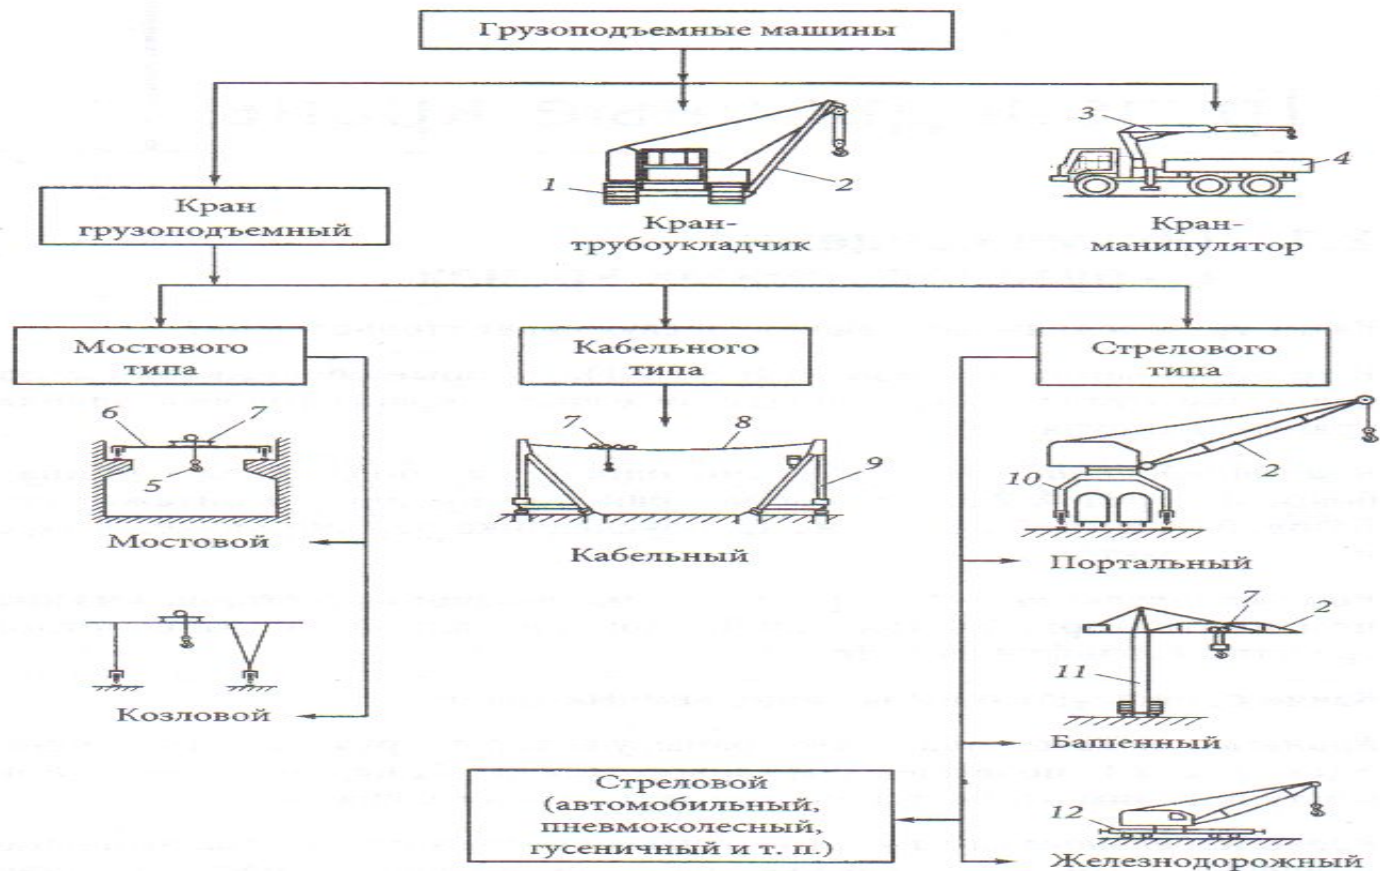 Грузоподъемные машины
3
1
2
4
Кран
грузоподъемный
Кран-
трубоукладчик
Кран-
манипулятор
Мостового
типа
Кабельного
типа
Стрелового
типа
6
7
5
Мостовой
7
8
9
Кабельный
2
10
Портальный
Козловой
7
2
11
Башенный
Стреловой
(автомобильный,
пневмоколесный,
гусеничный и т. п.)
12
Железнодорожный